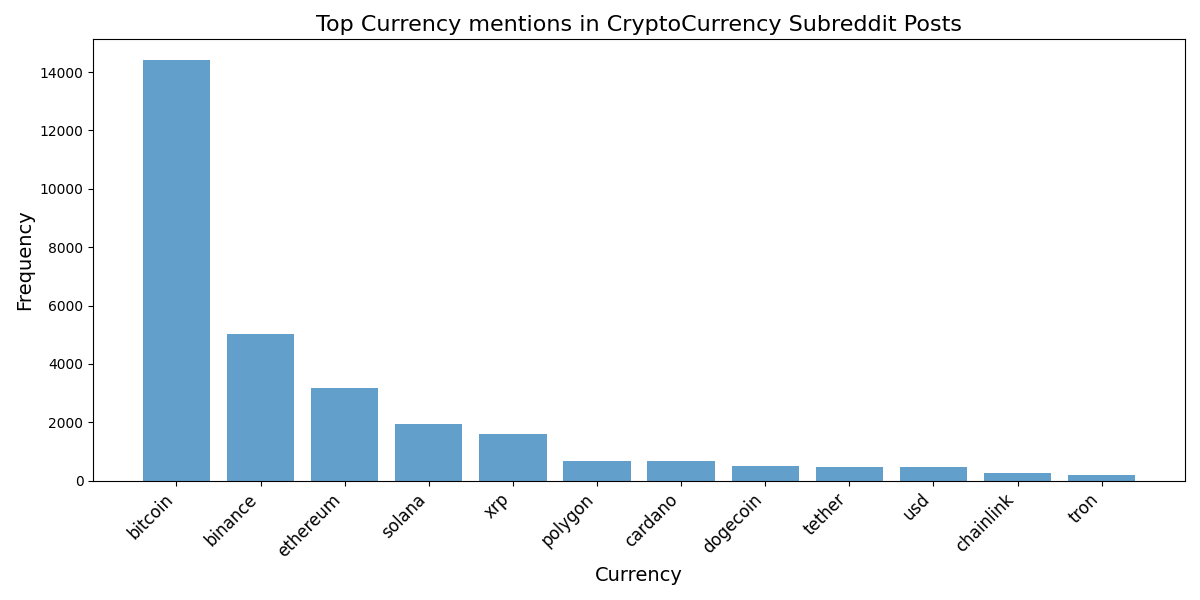 Top Currency mentions in CryptoCurrency Subreddit Posts
Frequency
14000
12000
10000
8000
6000
4000
2000
0
bitcoin
binance
ethereum
solana
xrp
polygon
cardano
dogecoin
tether
usd
chainlink
tron
Currency